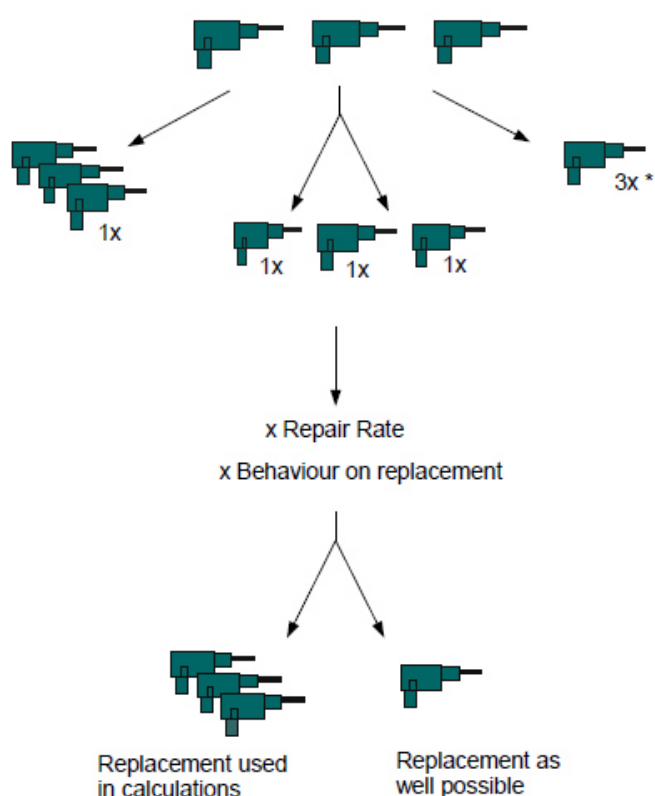 1x
3x *
1x
1x
1x
x Repair Rate
x Behaviour on replacement
Replacement used
in calculations
Replacement as
well possible